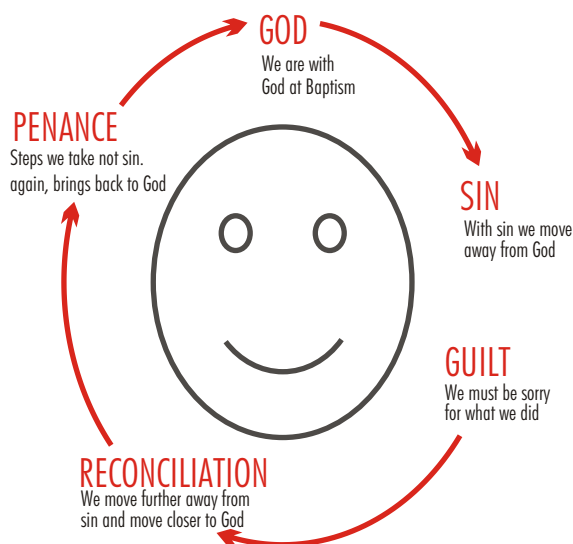 GOD
We are with
God at Baptism
SIN
With sin we move
away from God
GUILT
We must be sorry
for what we did
RECONCILIATION
We move further away from
sin and move closer to God
PENANCE
Steps we take not sin.
again, brings back to God